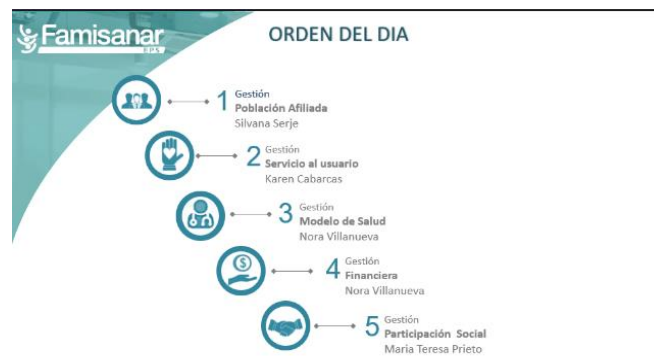 Famisanar
EPS
ORDEN DEL DIA
1 Gestión
Población Afiliada
Silvana Serje
2 Gestión
Servicio al usuario
Karen Cabarcas
3 Gestión
Modelo de Salud
Nora Villanueva
4 Gestión
Financiera
Nora Villanueva
5 Gestión
Participación Social
Maria Teresa Prieto